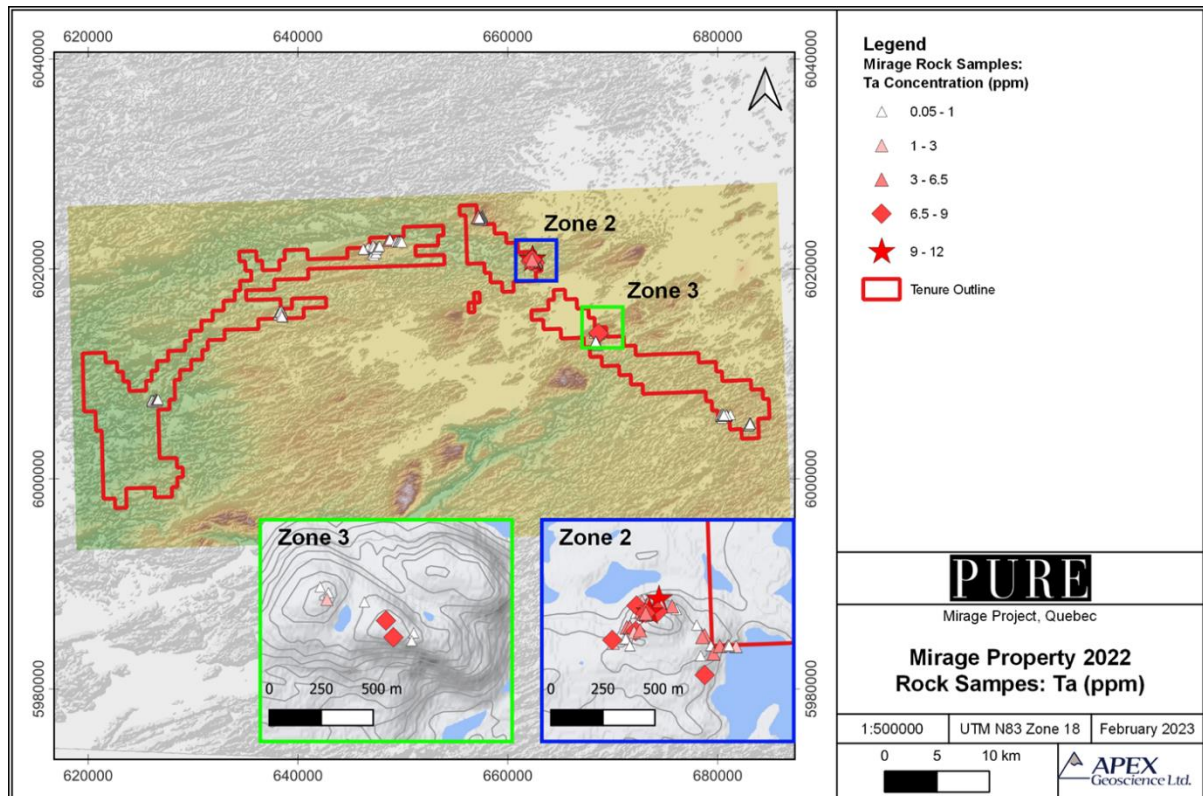 620000
640000
660000
680000
6040000
6040000
6020000
6020000
6000000
6000000
5980000
5980000
Zone 2
Zone 3
Zone 3
0
250
500 m
Zone 2
0
250
500 m
620000
640000
660000
680000
Legend
Mirage Rock Samples:
Ta Concentration (ppm)
0.05 - 1
1 - 3
3 - 6.5
6.5 - 9
9 - 12
Tenure Outline
PURE
Mirage Project, Quebec
Mirage Property 2022
Rock Sampes: Ta (ppm)
1:500000
UTM N83 Zone 18
February 2023
0
5
10 km
APEX
Geoscience Ltd.